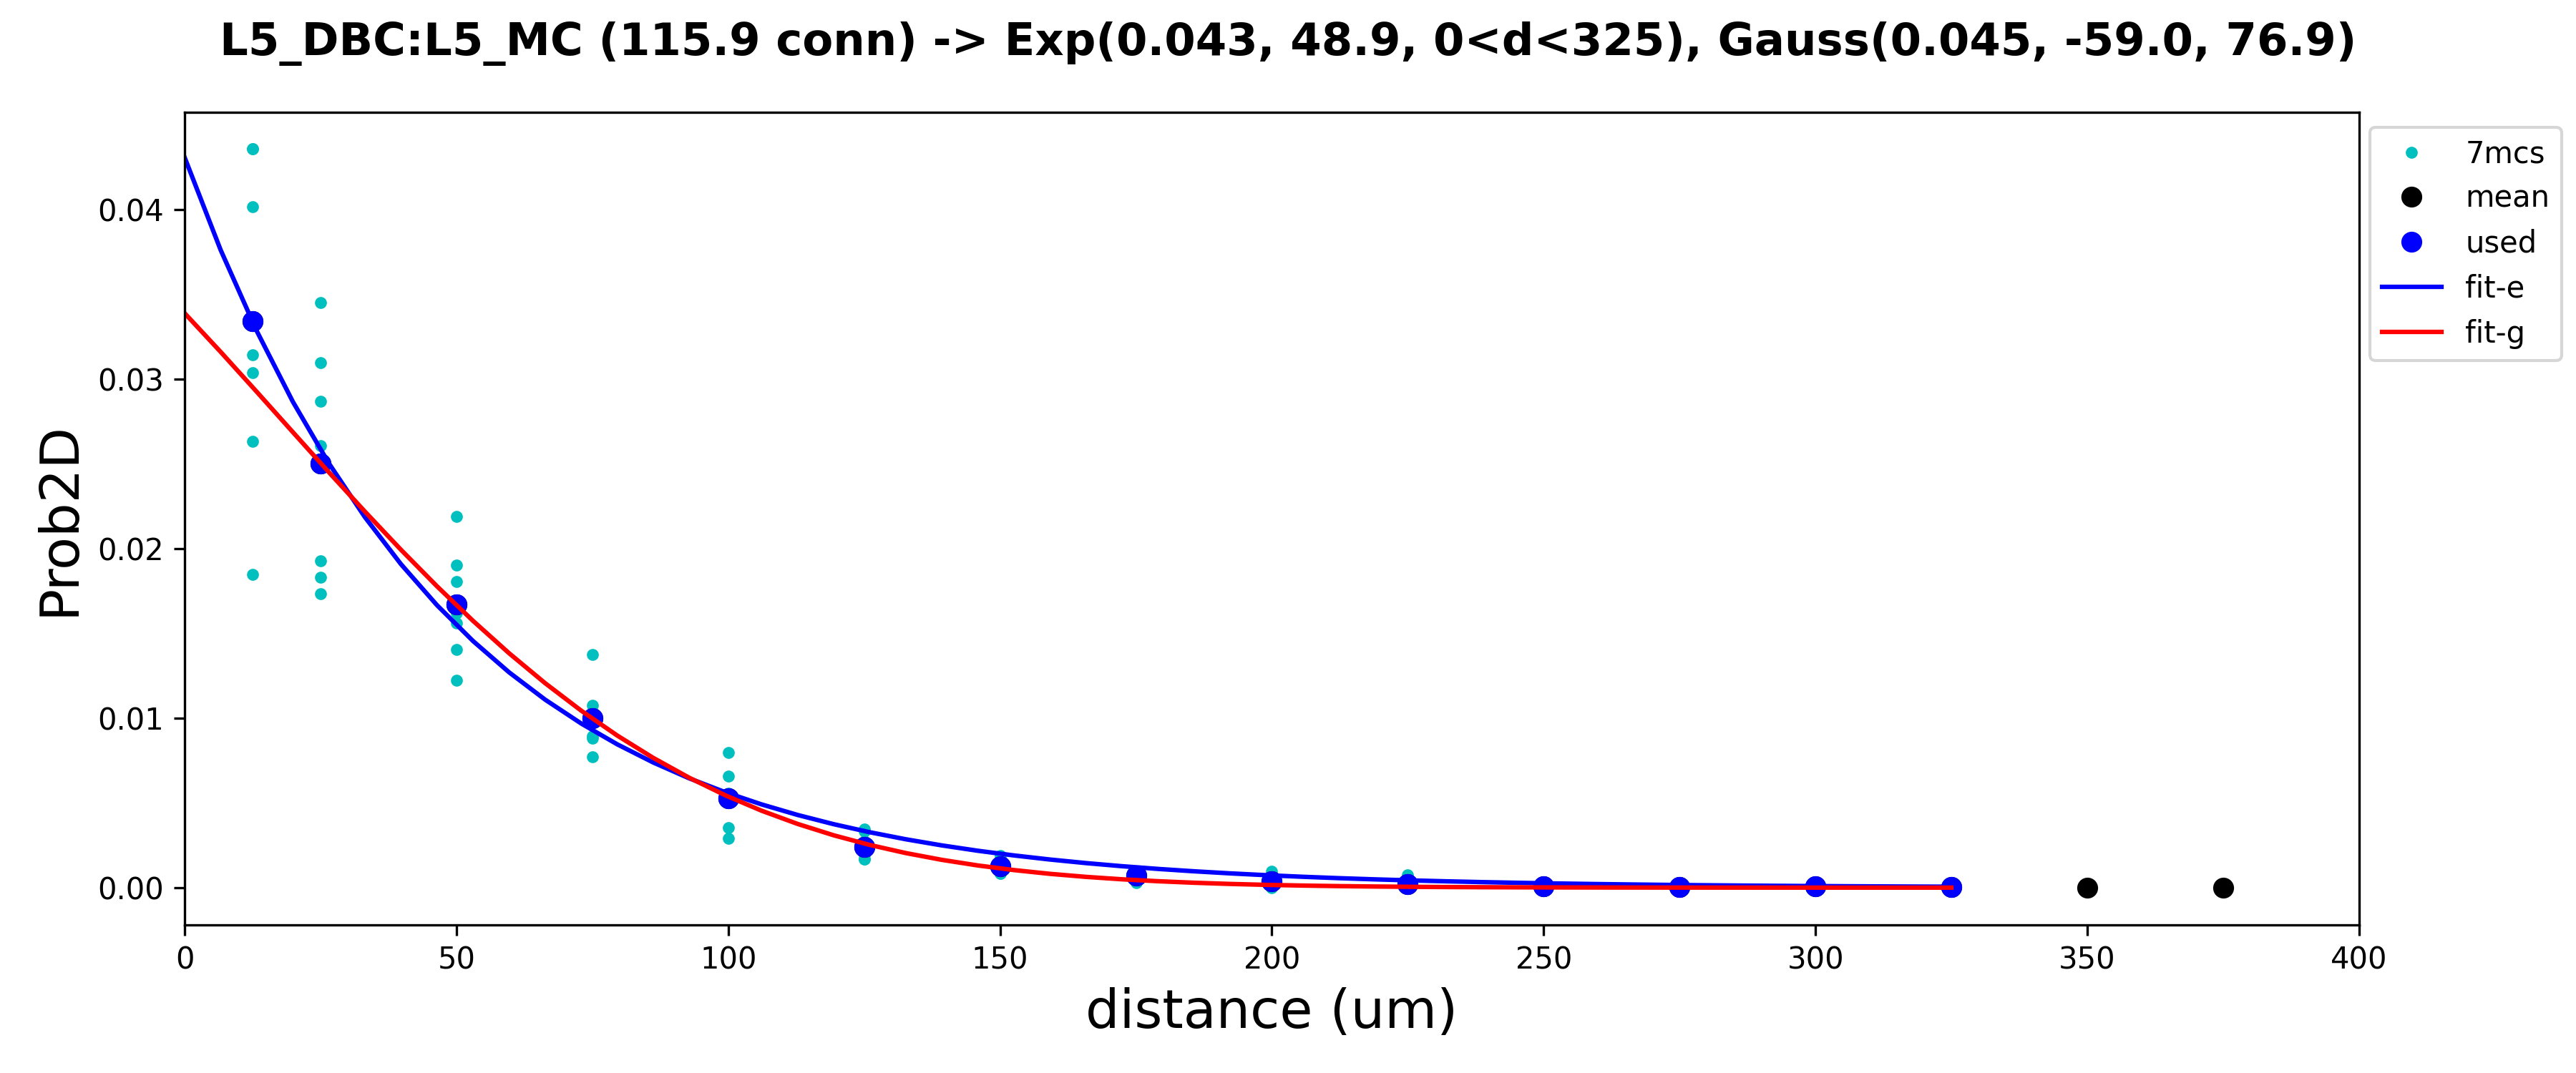 L5_DBC:L5_MC (115.9 conn) -> Exp(0.043, 48.9, 0<d<325), Gauss(0.045, -59.0, 76.9)
Prob2D
0.04
0.03
0.02
0.01
0.00
0 50 100 150 200 250 300 350 400
distance (um)
7mcs
mean
used
fit-e
fit-g